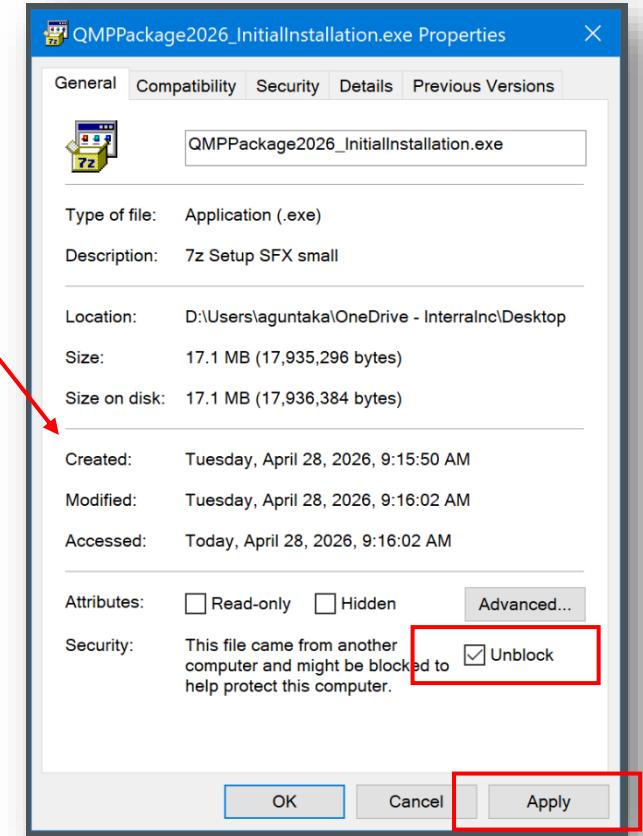 QMPPackage2026_InitialInstallation.exe Properties
General Compatibility Security Details Previous Versions
7z
QMPPackage2026_InitialInstallation.exe
Type of file: Application (.exe)
Description: 7z Setup SFX small
Location: D:\Users\aguntaka\OneDrive - InterraInc\Desktop
Size: 17.1 MB (17,935,296 bytes)
Size on disk: 17.1 MB (17,936,384 bytes)
Created: Tuesday, April 28, 2026, 9:15:50 AM
Modified: Tuesday, April 28, 2026, 9:16:02 AM
Accessed: Today, April 28, 2026, 9:16:02 AM
Attributes: Read-only Hidden Advanced...
Security: This file came from another
computer and might be blocked to
help protect this computer.
Unblock
OK Cancel Apply